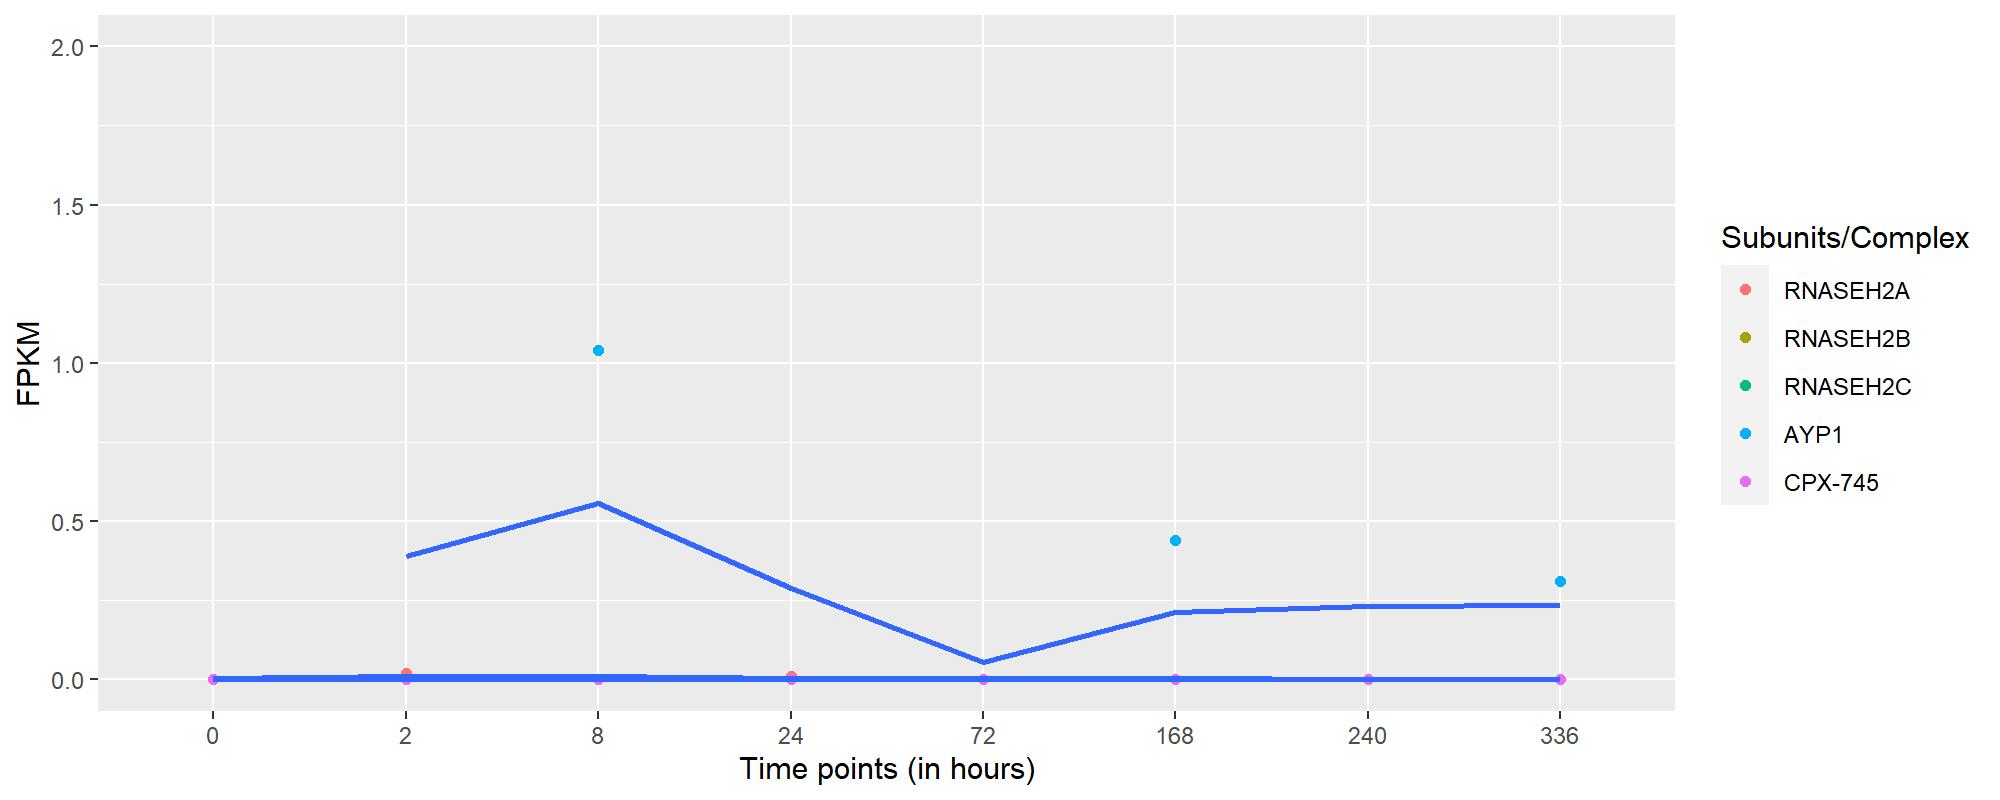 2.0
1.5
1.0
0.5
0.0
FPKM
0 2 8 24 72 168 240 336
Time points (in hours)
Subunits/Complex
RNASEH2A
RNASEH2B
RNASEH2C
AYP1
CPX-745